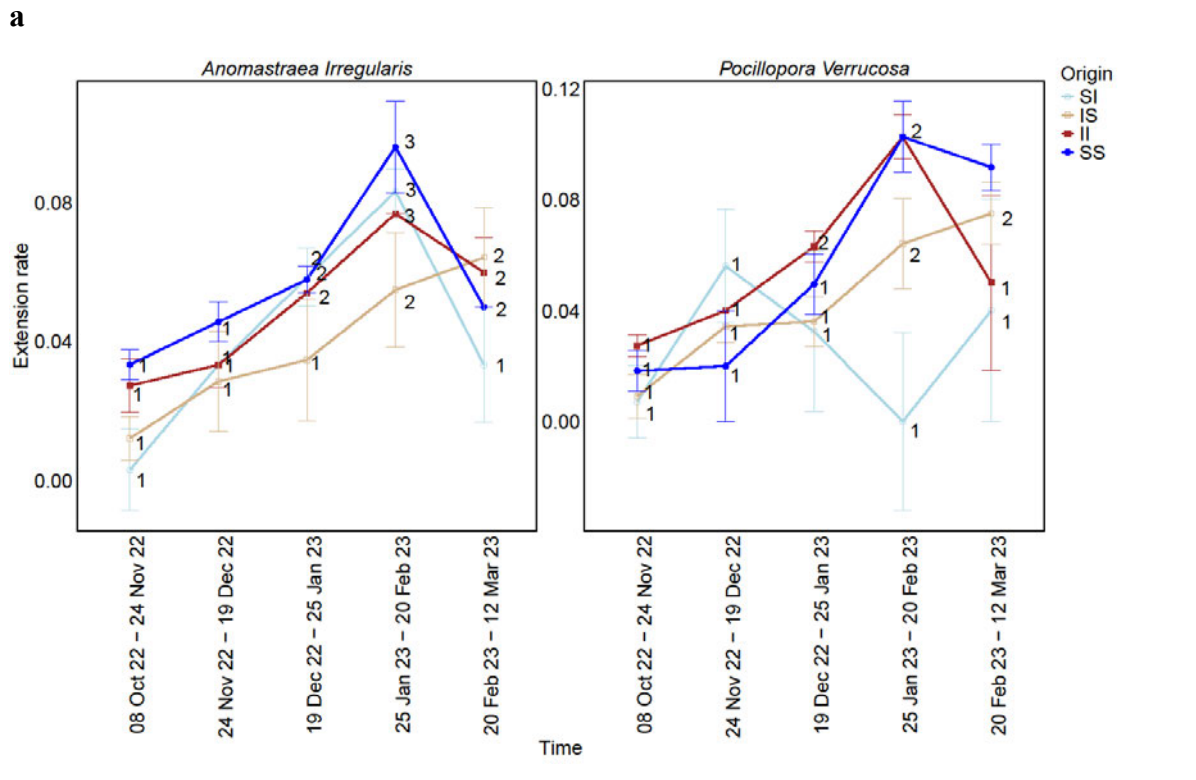 a
Anomastraea Irregularis
Pocillopora Verrucosa
Origin
SI
IS
II
SS
Extension rate
0.08
0.04
0.00
0.12
0.08
0.04
0.00
1
1
1
1
1
1
1
1
2
2
2
1
3
3
3
2
2
2
2
1
1
1
1
1
1
1
1
1
2
1
1
1
2
2
1
2
1
1
08 Oct 22 – 24 Nov 22
24 Nov 22 – 19 Dec 22
19 Dec 22 – 25 Jan 23
25 Jan 23 – 20 Feb 23
20 Feb 23 – 12 Mar 23
08 Oct 22 – 24 Nov 22
24 Nov 22 – 19 Dec 22
19 Dec 22 – 25 Jan 23
25 Jan 23 – 20 Feb 23
20 Feb 23 – 12 Mar 23
Time